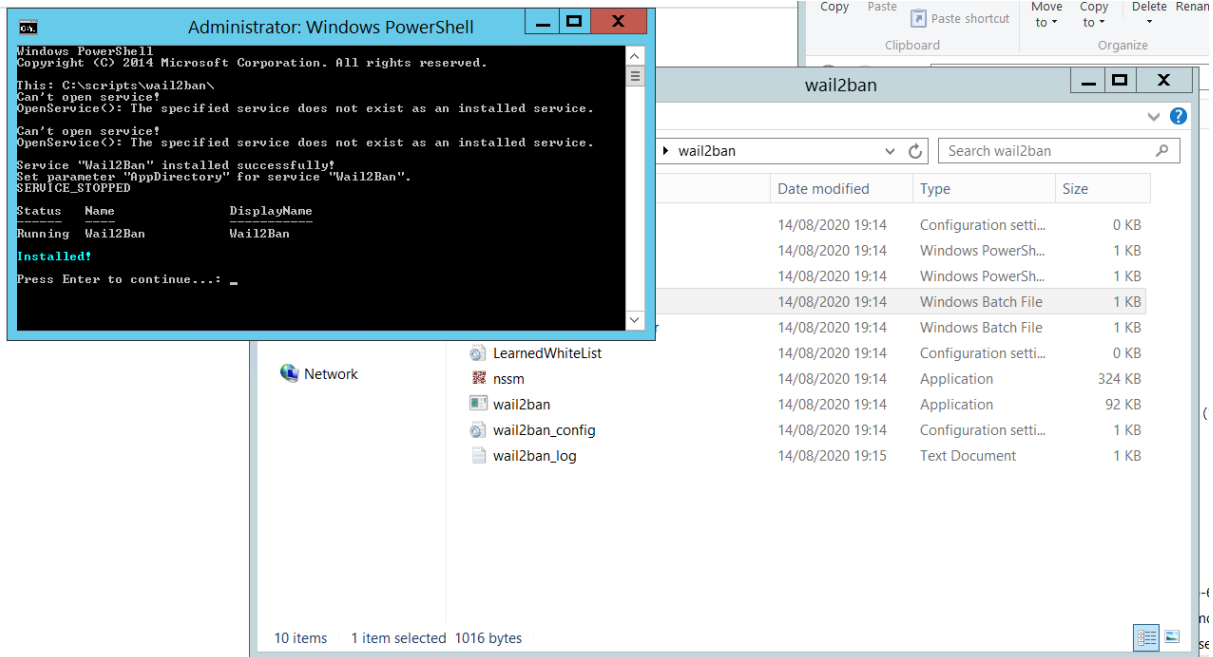 Administrator: Windows PowerShell
Windows PowerShell
Copyright (C) 2014 Microsoft Corporation. All rights reserved.
This: C:\scripts\wail2ban\
Can't open service!
OpenService(): The specified service does not exist as an installed service.
Can't open service!
OpenService(): The specified service does not exist as an installed service.
Service "Wail2Ban" installed successfully!
Set parameter "AppDirectory" for service "Wail2Ban".
SERVICE_STOPPED
Status Name DisplayName
------ ---- -----------
Running Wail2Ban Wail2Ban
Installed!
Press Enter to continue...: _
Copy Paste Paste shortcut Move to Copy to Delete Renam
Clipboard Organize
wail2ban
wail2ban Search wail2ban
Date modified Type Size
14/08/2020 19:14 Configuration setti... 0 KB
14/08/2020 19:14 Windows PowerSh... 1 KB
14/08/2020 19:14 Windows PowerSh... 1 KB
14/08/2020 19:14 Windows Batch File 1 KB
r 14/08/2020 19:14 Windows Batch File 1 KB
LearnedWhiteList 14/08/2020 19:14 Configuration setti... 0 KB
Network
nssm 14/08/2020 19:14 Application 324 KB
wail2ban 14/08/2020 19:14 Application 92 KB
wail2ban_config 14/08/2020 19:14 Configuration setti... 1 KB
wail2ban_log 14/08/2020 19:15 Text Document 1 KB
10 items 1 item selected 1016 bytes